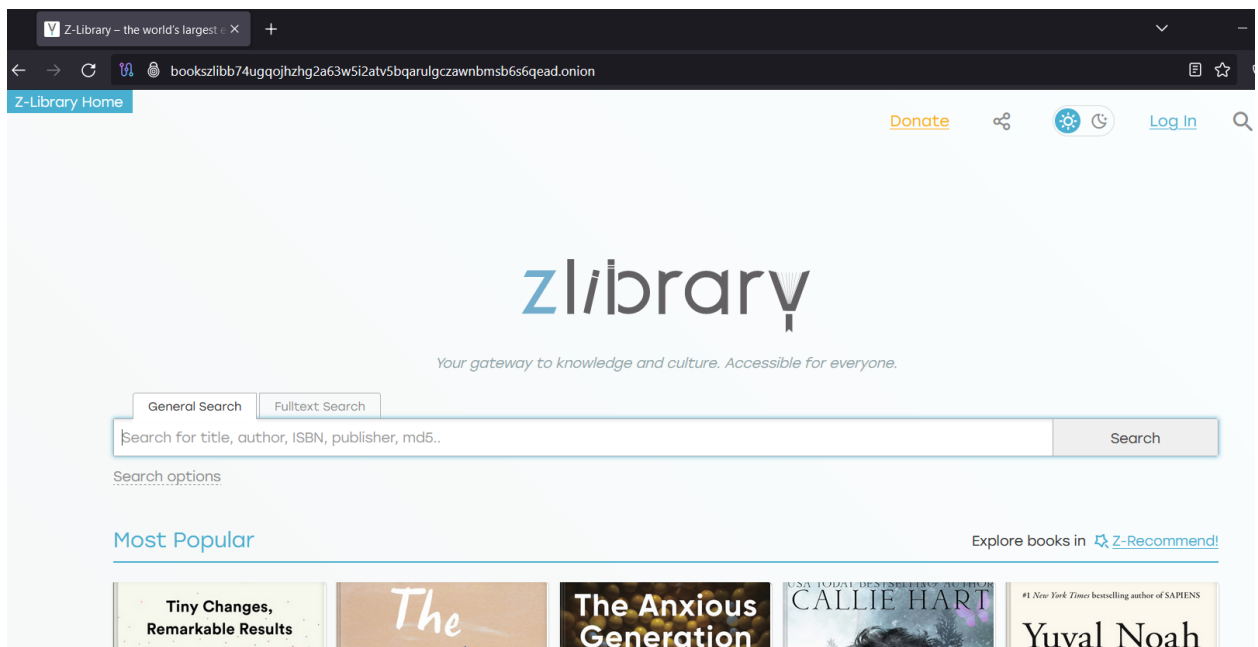 Z-Library – the world's largest e
bookszlibb74ugqojhzhg2a63w5i2atv5bqarulgczawnbmsb6s6qead.onion
Z-Library Home
Donate
Log In
zlibrary
Your gateway to knowledge and culture. Accessible for everyone.
General Search Fulltext Search
Search for title, author, ISBN, publisher, md5..
Search
Search options
Most Popular
Explore books in Z-Recommend!
Tiny Changes,
Remarkable Results
The
The Anxious
Generation
USA TODAY BESTSELLING AUTHOR
CALLIE HART
#1 New York Times bestselling author of SAPIENS
Yuval Noah